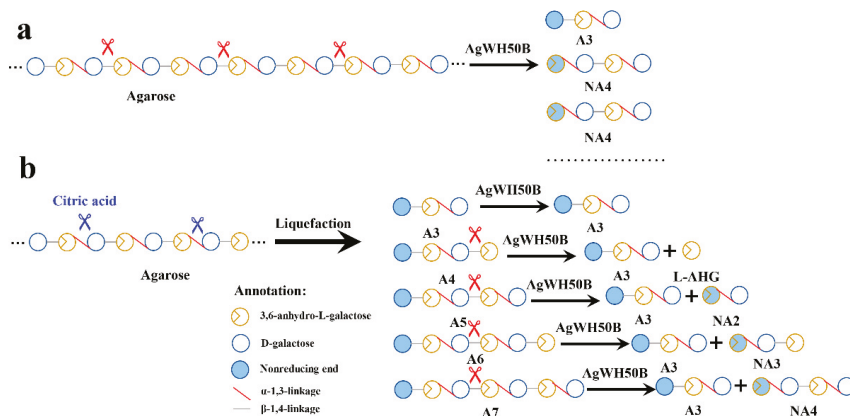 a
AgWH50B
A3
... ...
Agarose
NA4
NA4
b
Citric acid
Liquefaction
... ...
Agarose
AgWH50B
A3
A3
AgWH50B
A4
A3
+
L-AHG
AgWH50B
A5
A3
+
NA2
AgWH50B
A6
A3
+
NA3
AgWH50B
A7
A3
+
NA4
Annotation:
3,6-anhydro-L-galactose
D-galactose
Nonreducing end
α-1,3-linkage
β-1,4-linkage